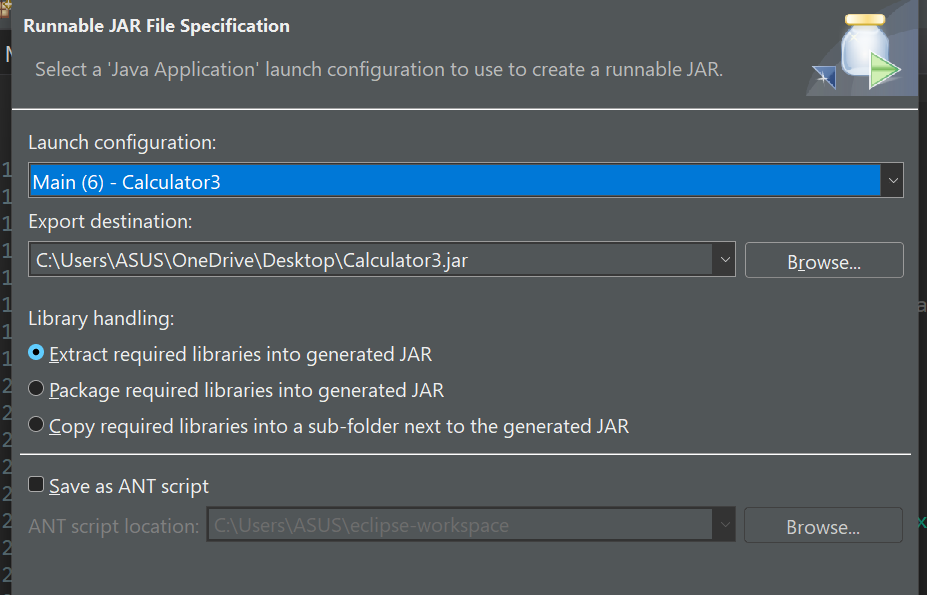 Runnable JAR File Specification
Select a 'Java Application' launch configuration to use to create a runnable JAR.
Launch configuration:
Main (6) - Calculator3
Export destination:
C:\Users\ASUS\OneDrive\Desktop\Calculator3.jar
Browse...
Library handling:
Extract required libraries into generated JAR
Package required libraries into generated JAR
Copy required libraries into a sub-folder next to the generated JAR
Save as ANT script
ANT script location:
C:\Users\ASUS\eclipse-workspace
Browse...